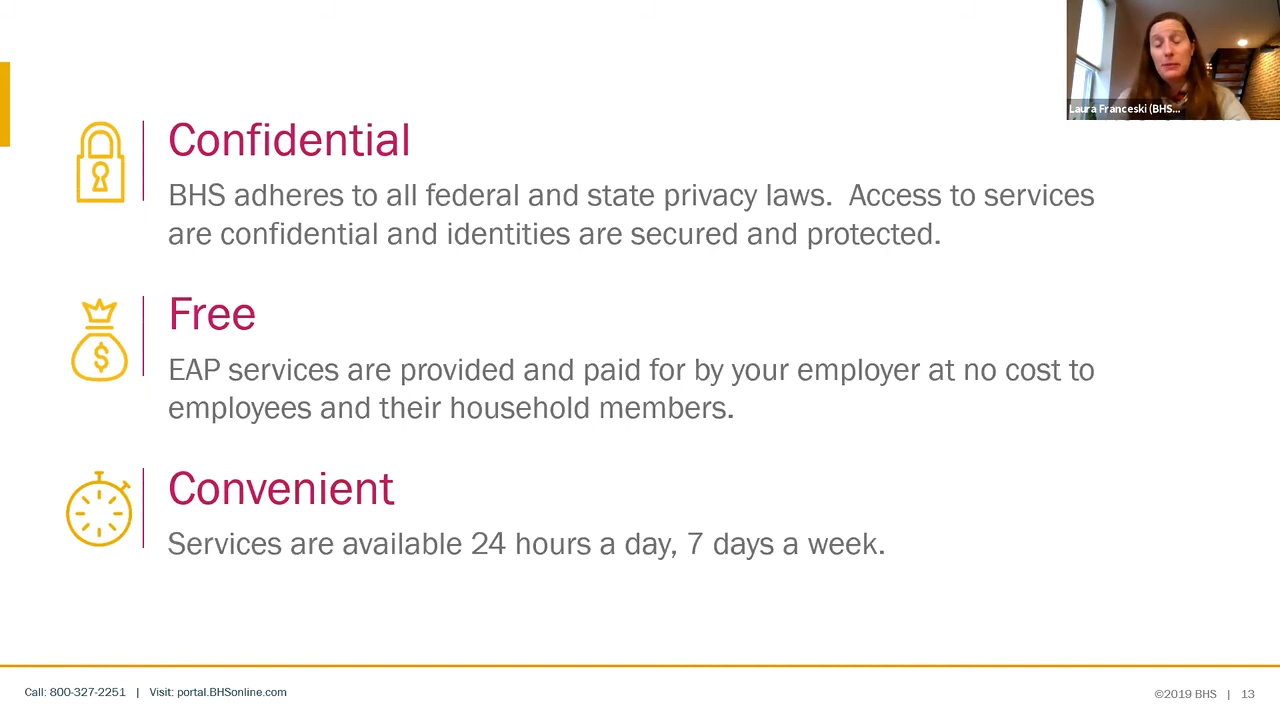 Laura Franceski (BHS...
Confidential
BHS adheres to all federal and state privacy laws.  Access to services
are confidential and identities are secured and protected.
Free
$
EAP services are provided and paid for by your employer at no cost to
employees and their household members.
Convenient
Services are available 24 hours a day, 7 days a week.
Call: 800-327-2251 | Visit: portal.BHSonline.com
©2019 BHS | 13